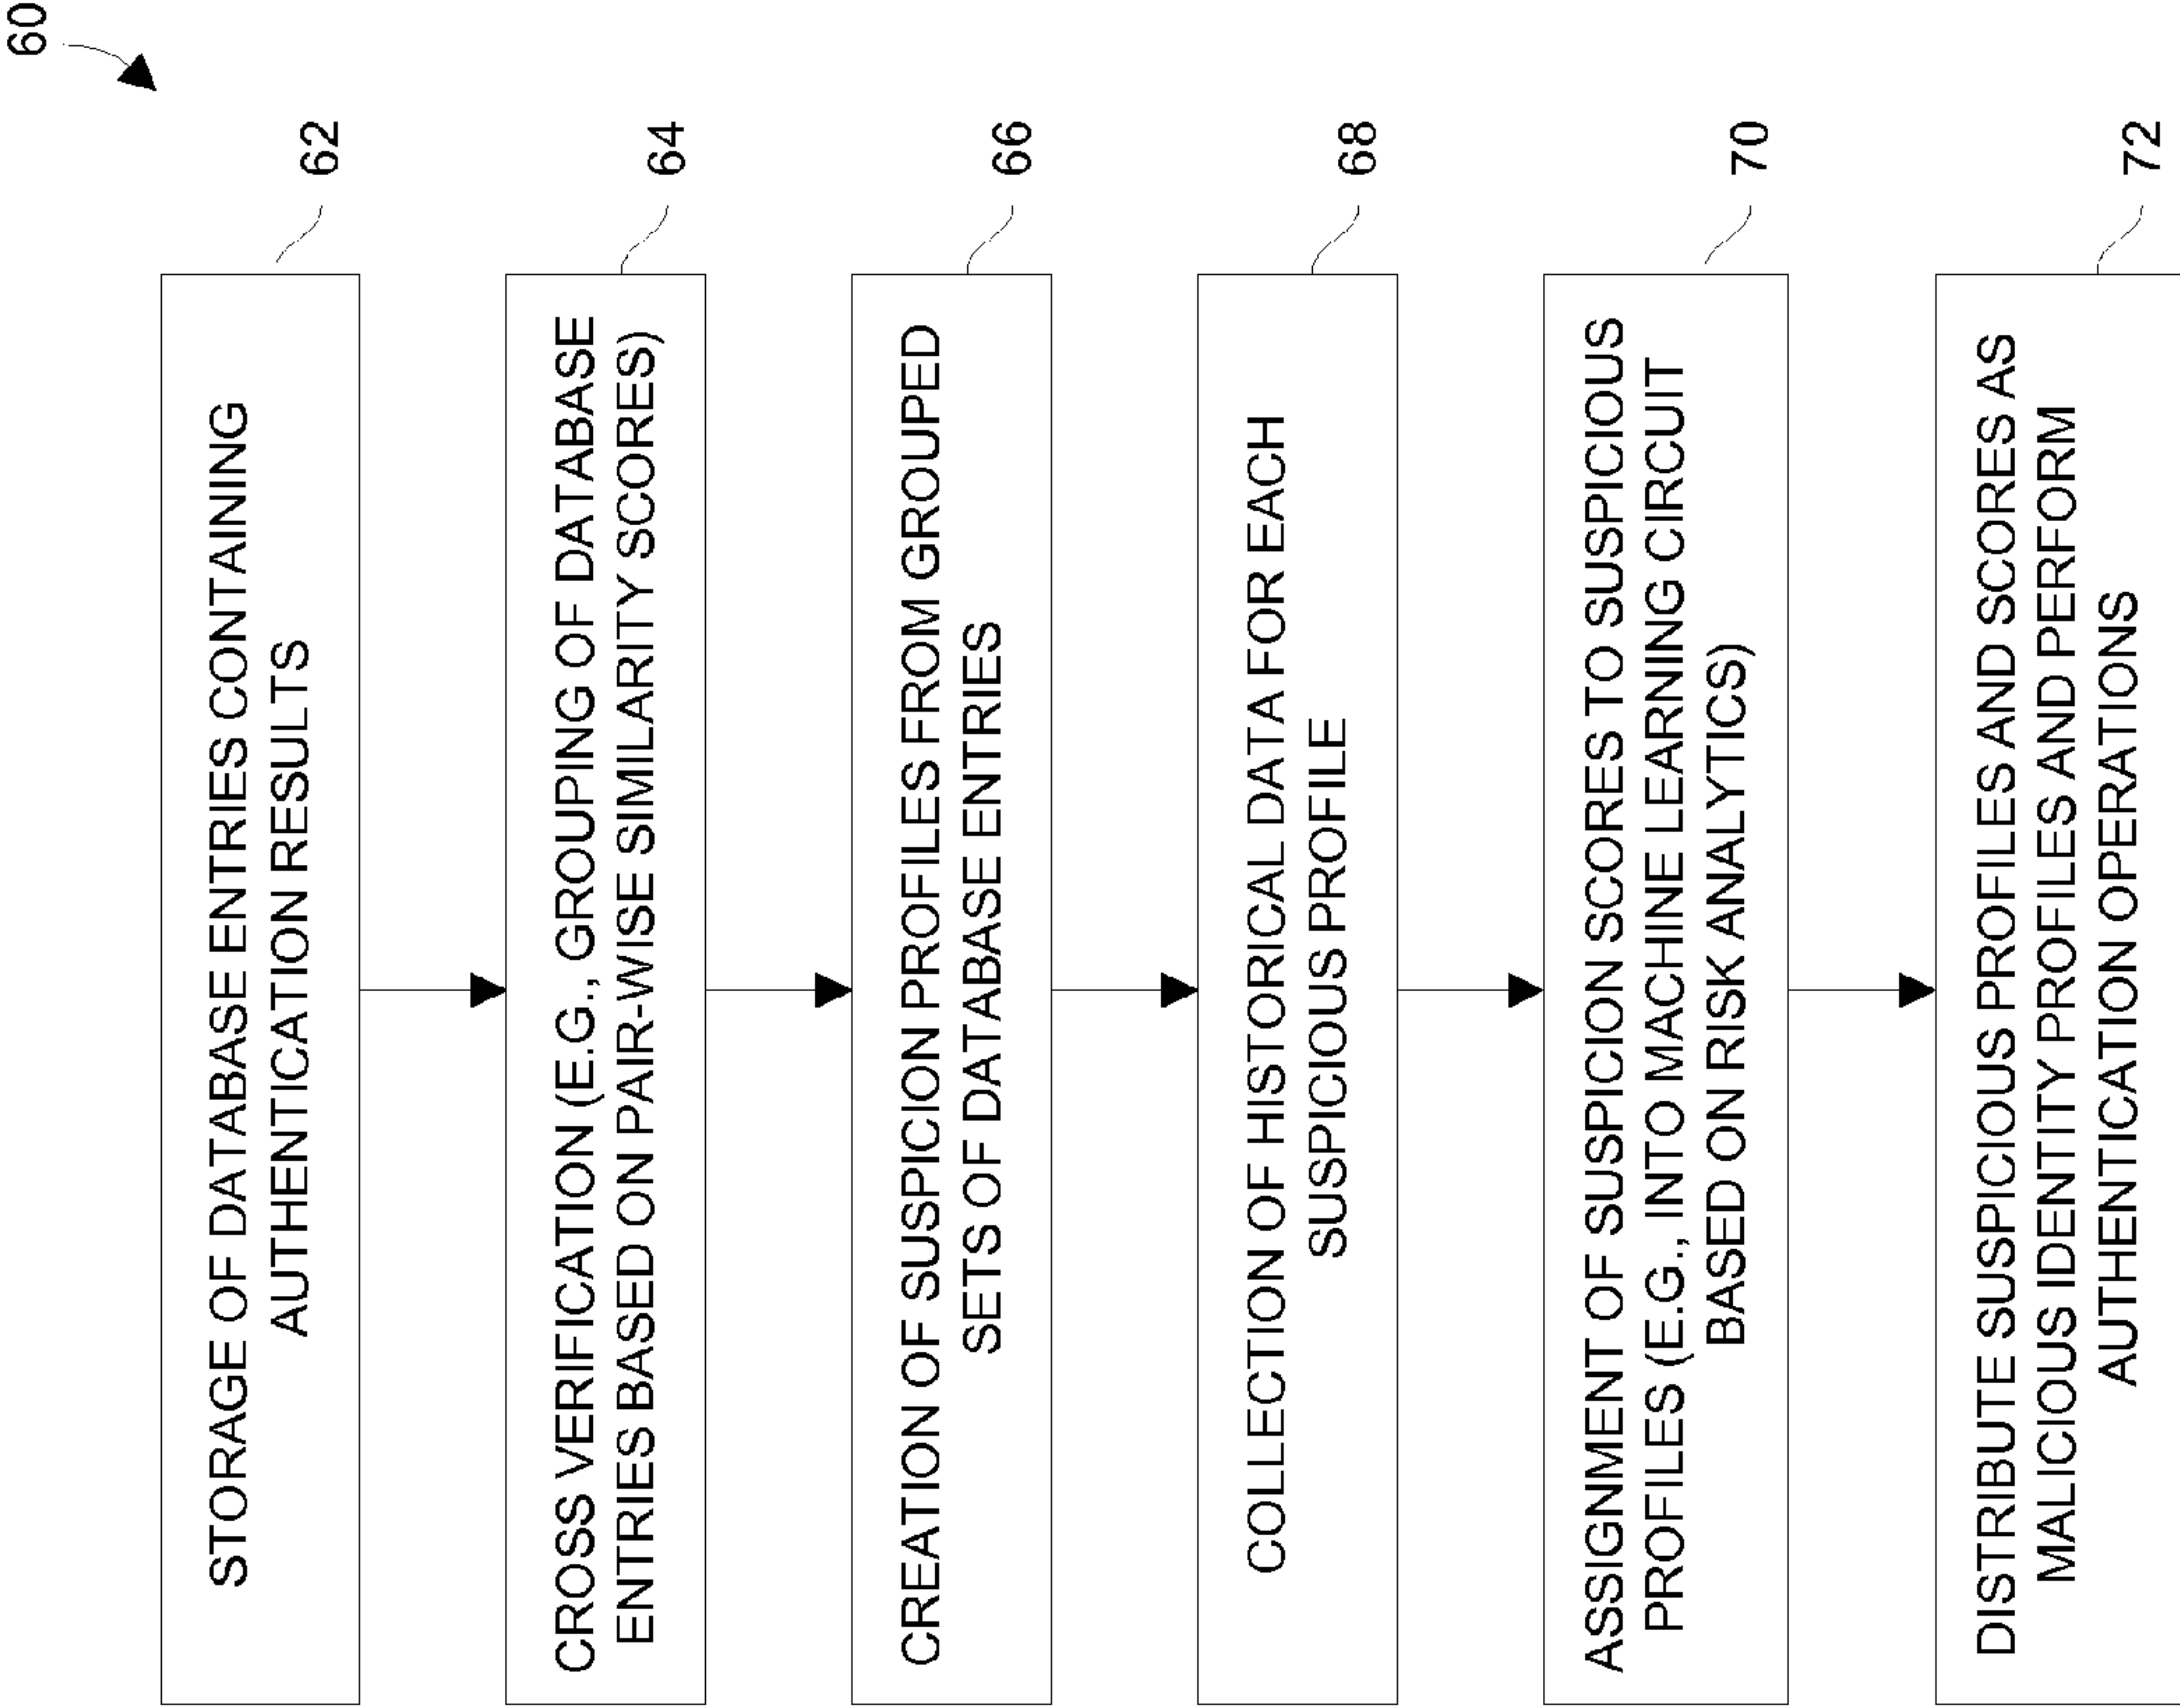 60
STORAGE OF DATABASE ENTRIES CONTAINING
AUTHENTICATION RESULTS
62
CROSS VERIFICATION (E.G., GROUPING OF DATABASE
ENTRIES BASED ON PAIR-WISE SIMILARITY SCORES)
64
CREATION OF SUSPICION PROFILES FROM GROUPED
SETS OF DATABASE ENTRIES
66
COLLECTION OF HISTORICAL DATA FOR EACH
SUSPICIOUS PROFILE
68
ASSIGNMENT OF SUSPICION SCORES TO SUSPICIOUS
PROFILES (E.G., INTO MACHINE LEARNING CIRCUIT
BASED ON RISK ANALYTICS)
70
DISTRIBUTE SUSPICIOUS PROFILES AND SCORES AS
MALICIOUS IDENTITY PROFILES AND PERFORM
AUTHENTICATION OPERATIONS
72